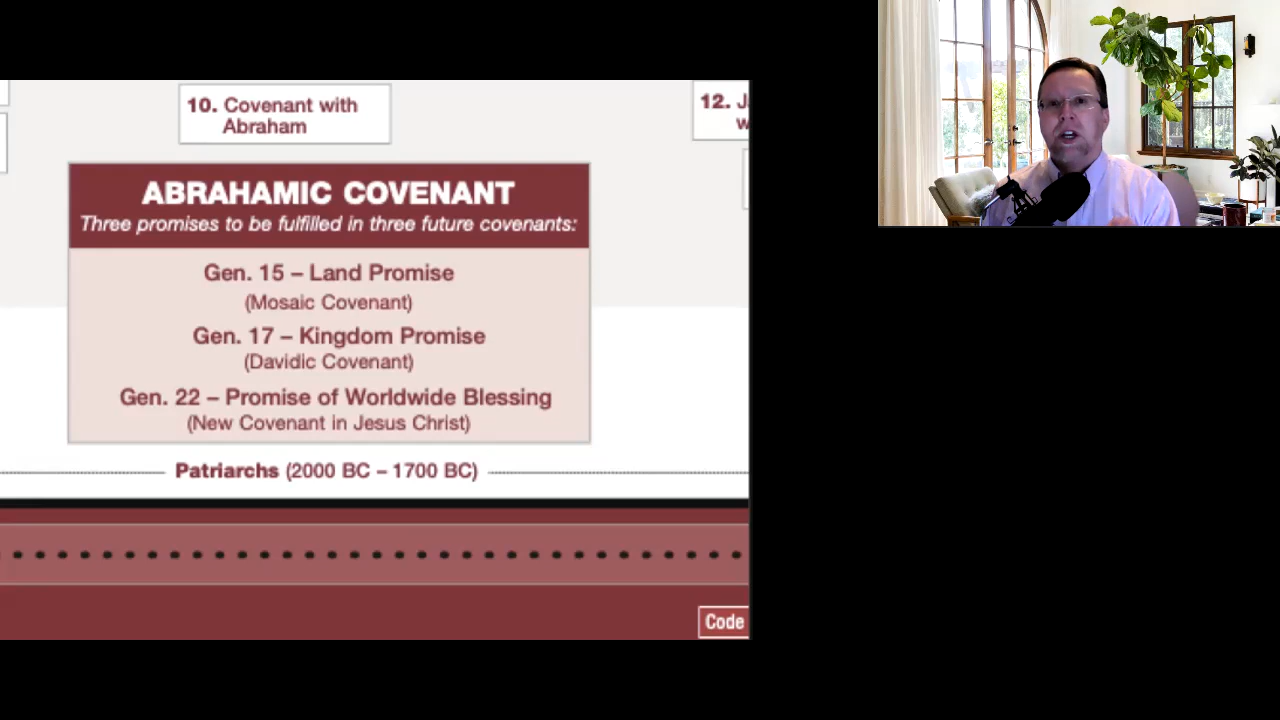 10. Covenant with
Abraham
12. J
w
ABRAHAMIC COVENANT
Three promises to be fulfilled in three future covenants:
Gen. 15 – Land Promise
(Mosaic Covenant)
Gen. 17 – Kingdom Promise
(Davidic Covenant)
Gen. 22 – Promise of Worldwide Blessing
(New Covenant in Jesus Christ)
Patriarchs (2000 BC – 1700 BC)
Code